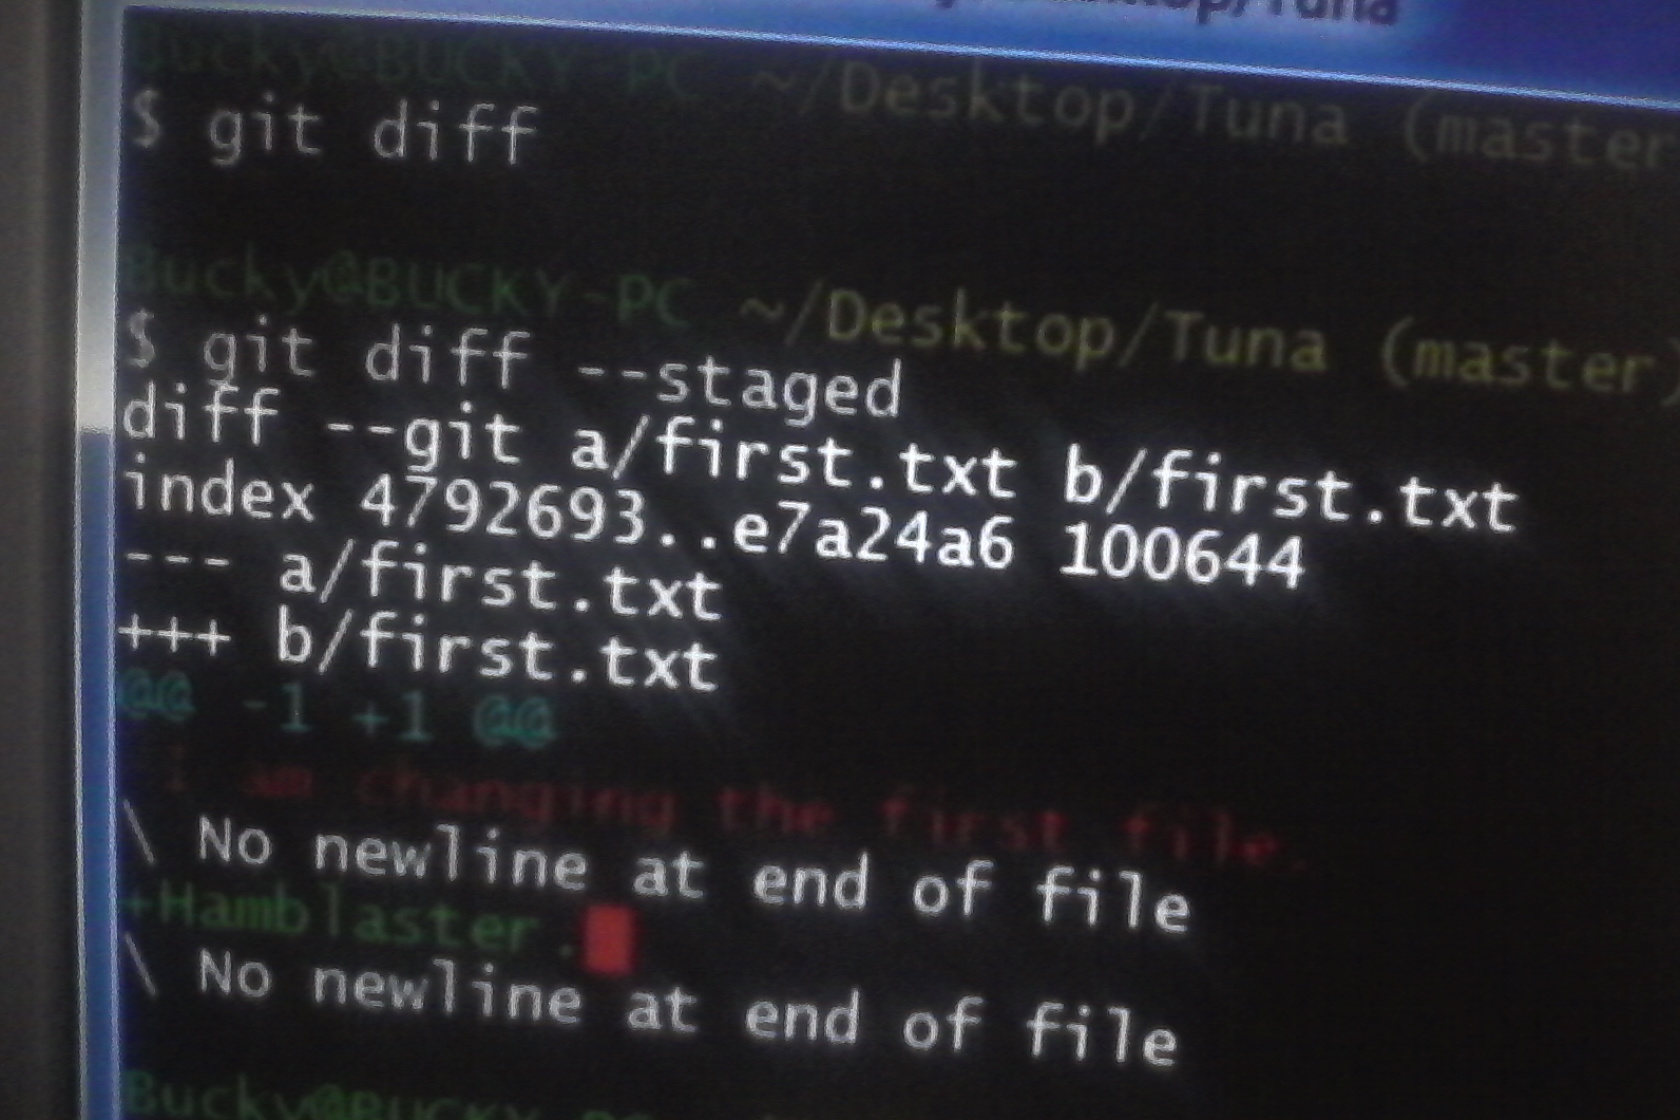 Desktop/Tuna
Bucky@BUCKY-PC ~/Desktop/Tuna (master
$ git diff
Bucky@BUCKY-PC ~/Desktop/Tuna (master)
$ git diff --staged
diff --git a/first.txt b/first.txt
index 4792693..e7a24a6 100644
--- a/first.txt
+++ b/first.txt
@@ -1 +1 @@
I am changing the first file.
\ No newline at end of file
+Hamblaster.
\ No newline at end of file
Bucky@BUCKY-PC